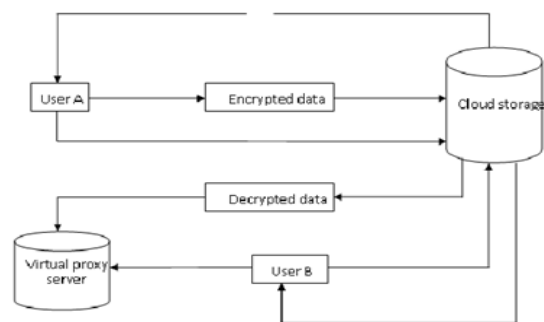 User A
Encrypted data
Cloud storage
Decrypted data
Virtual proxy
server
User B